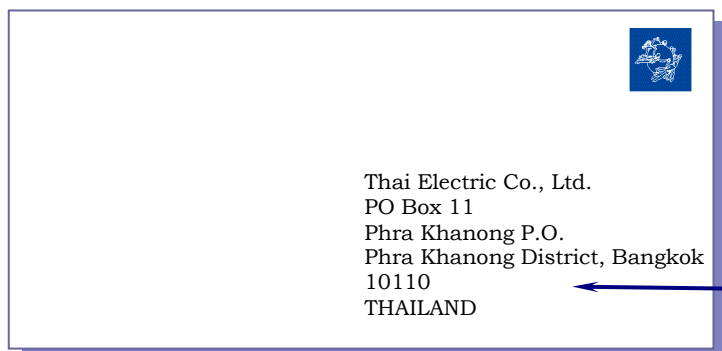 Thai Electric Co., Ltd.
PO Box 11
Phra Khanong P.O.
Phra Khanong District, Bangkok
10110
THAILAND